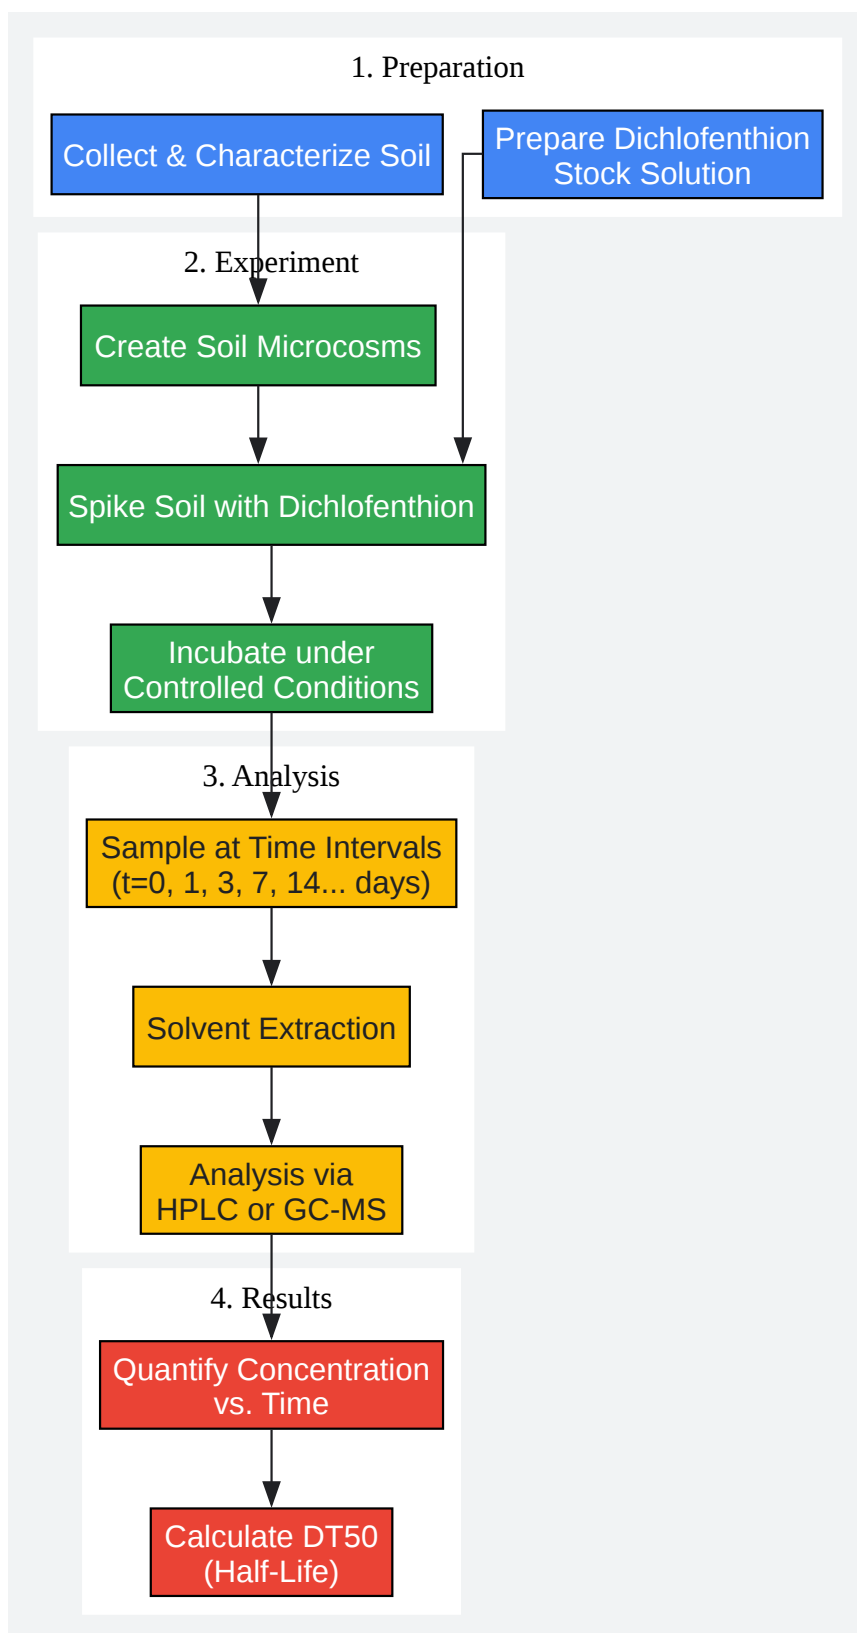 1. Preparation
Collect & Characterize Soil
Prepare Dichlofenthion
Stock Solution
2. Experiment
Create Soil Microcosms
Spike Soil with Dichlofenthion
Incubate under
Controlled Conditions
3. Analysis
Sample at Time Intervals
(t=0, 1, 3, 7, 14... days)
Solvent Extraction
Analysis via
HPLC or GC-MS
4. Results
Quantify Concentration
vs. Time
Calculate DT50
(Half-Life)